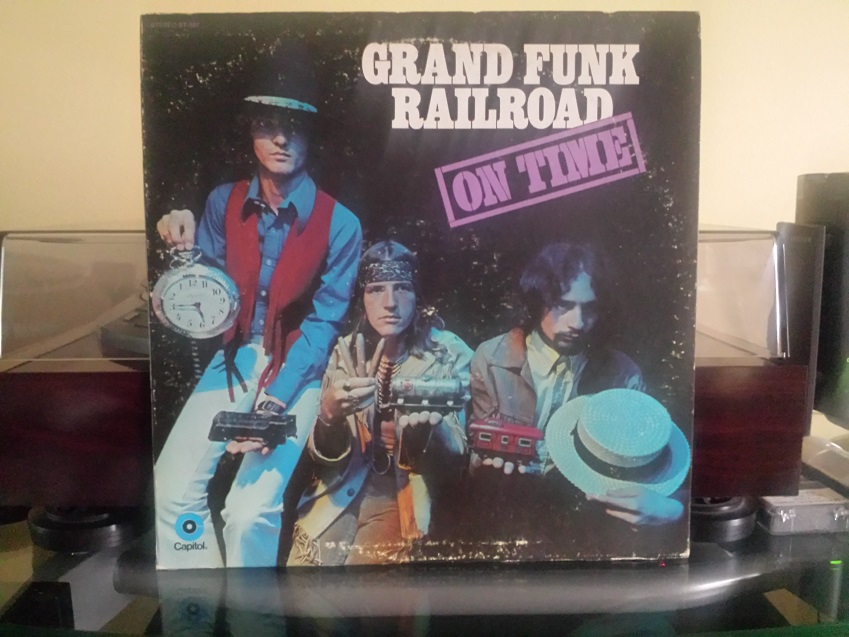 GRAND FUNK
RAILROAD
ON TIME
Capitol.